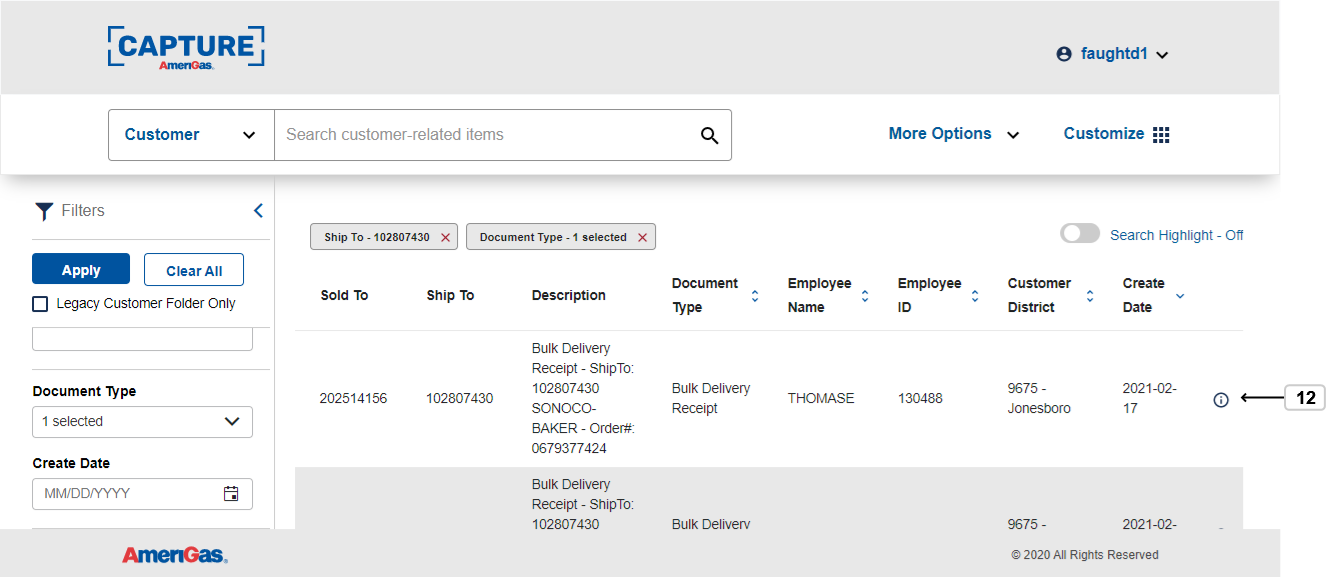 CAPTURE
AmeriGas
faughtd1
Customer
Search customer-related items
More Options
Customize
Filters
Apply
Clear All
Legacy Customer Folder Only
Document Type
1 selected
Create Date
MM/DD/YYYY
Ship To - 102807430
Document Type - 1 selected
Search Highlight - Off
Sold To
Ship To
Description
Document
Type
Employee
Name
Employee
ID
Customer
District
Create
Date
202514156
102807430
Bulk Delivery
Receipt - ShipTo:
102807430
SONOCO-
BAKER - Order#:
0679377424
Bulk Delivery
Receipt
THOMASE
130488
9675 -
Jonesboro
2021-02-
17
12
Bulk Delivery
Receipt - ShipTo:
102807430
Bulk Delivery
9675 -
2021-02-
AmeriGas
© 2020 All Rights Reserved